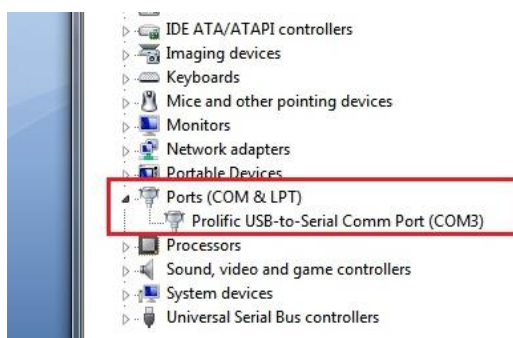 IDE ATA/ATAPI controllers
Imaging devices
Keyboards
Mice and other pointing devices
Monitors
Network adapters
Portable Devices
Ports (COM & LPT)
Prolific USB-to-Serial Comm Port (COM3)
Processors
Sound, video and game controllers
System devices
Universal Serial Bus controllers